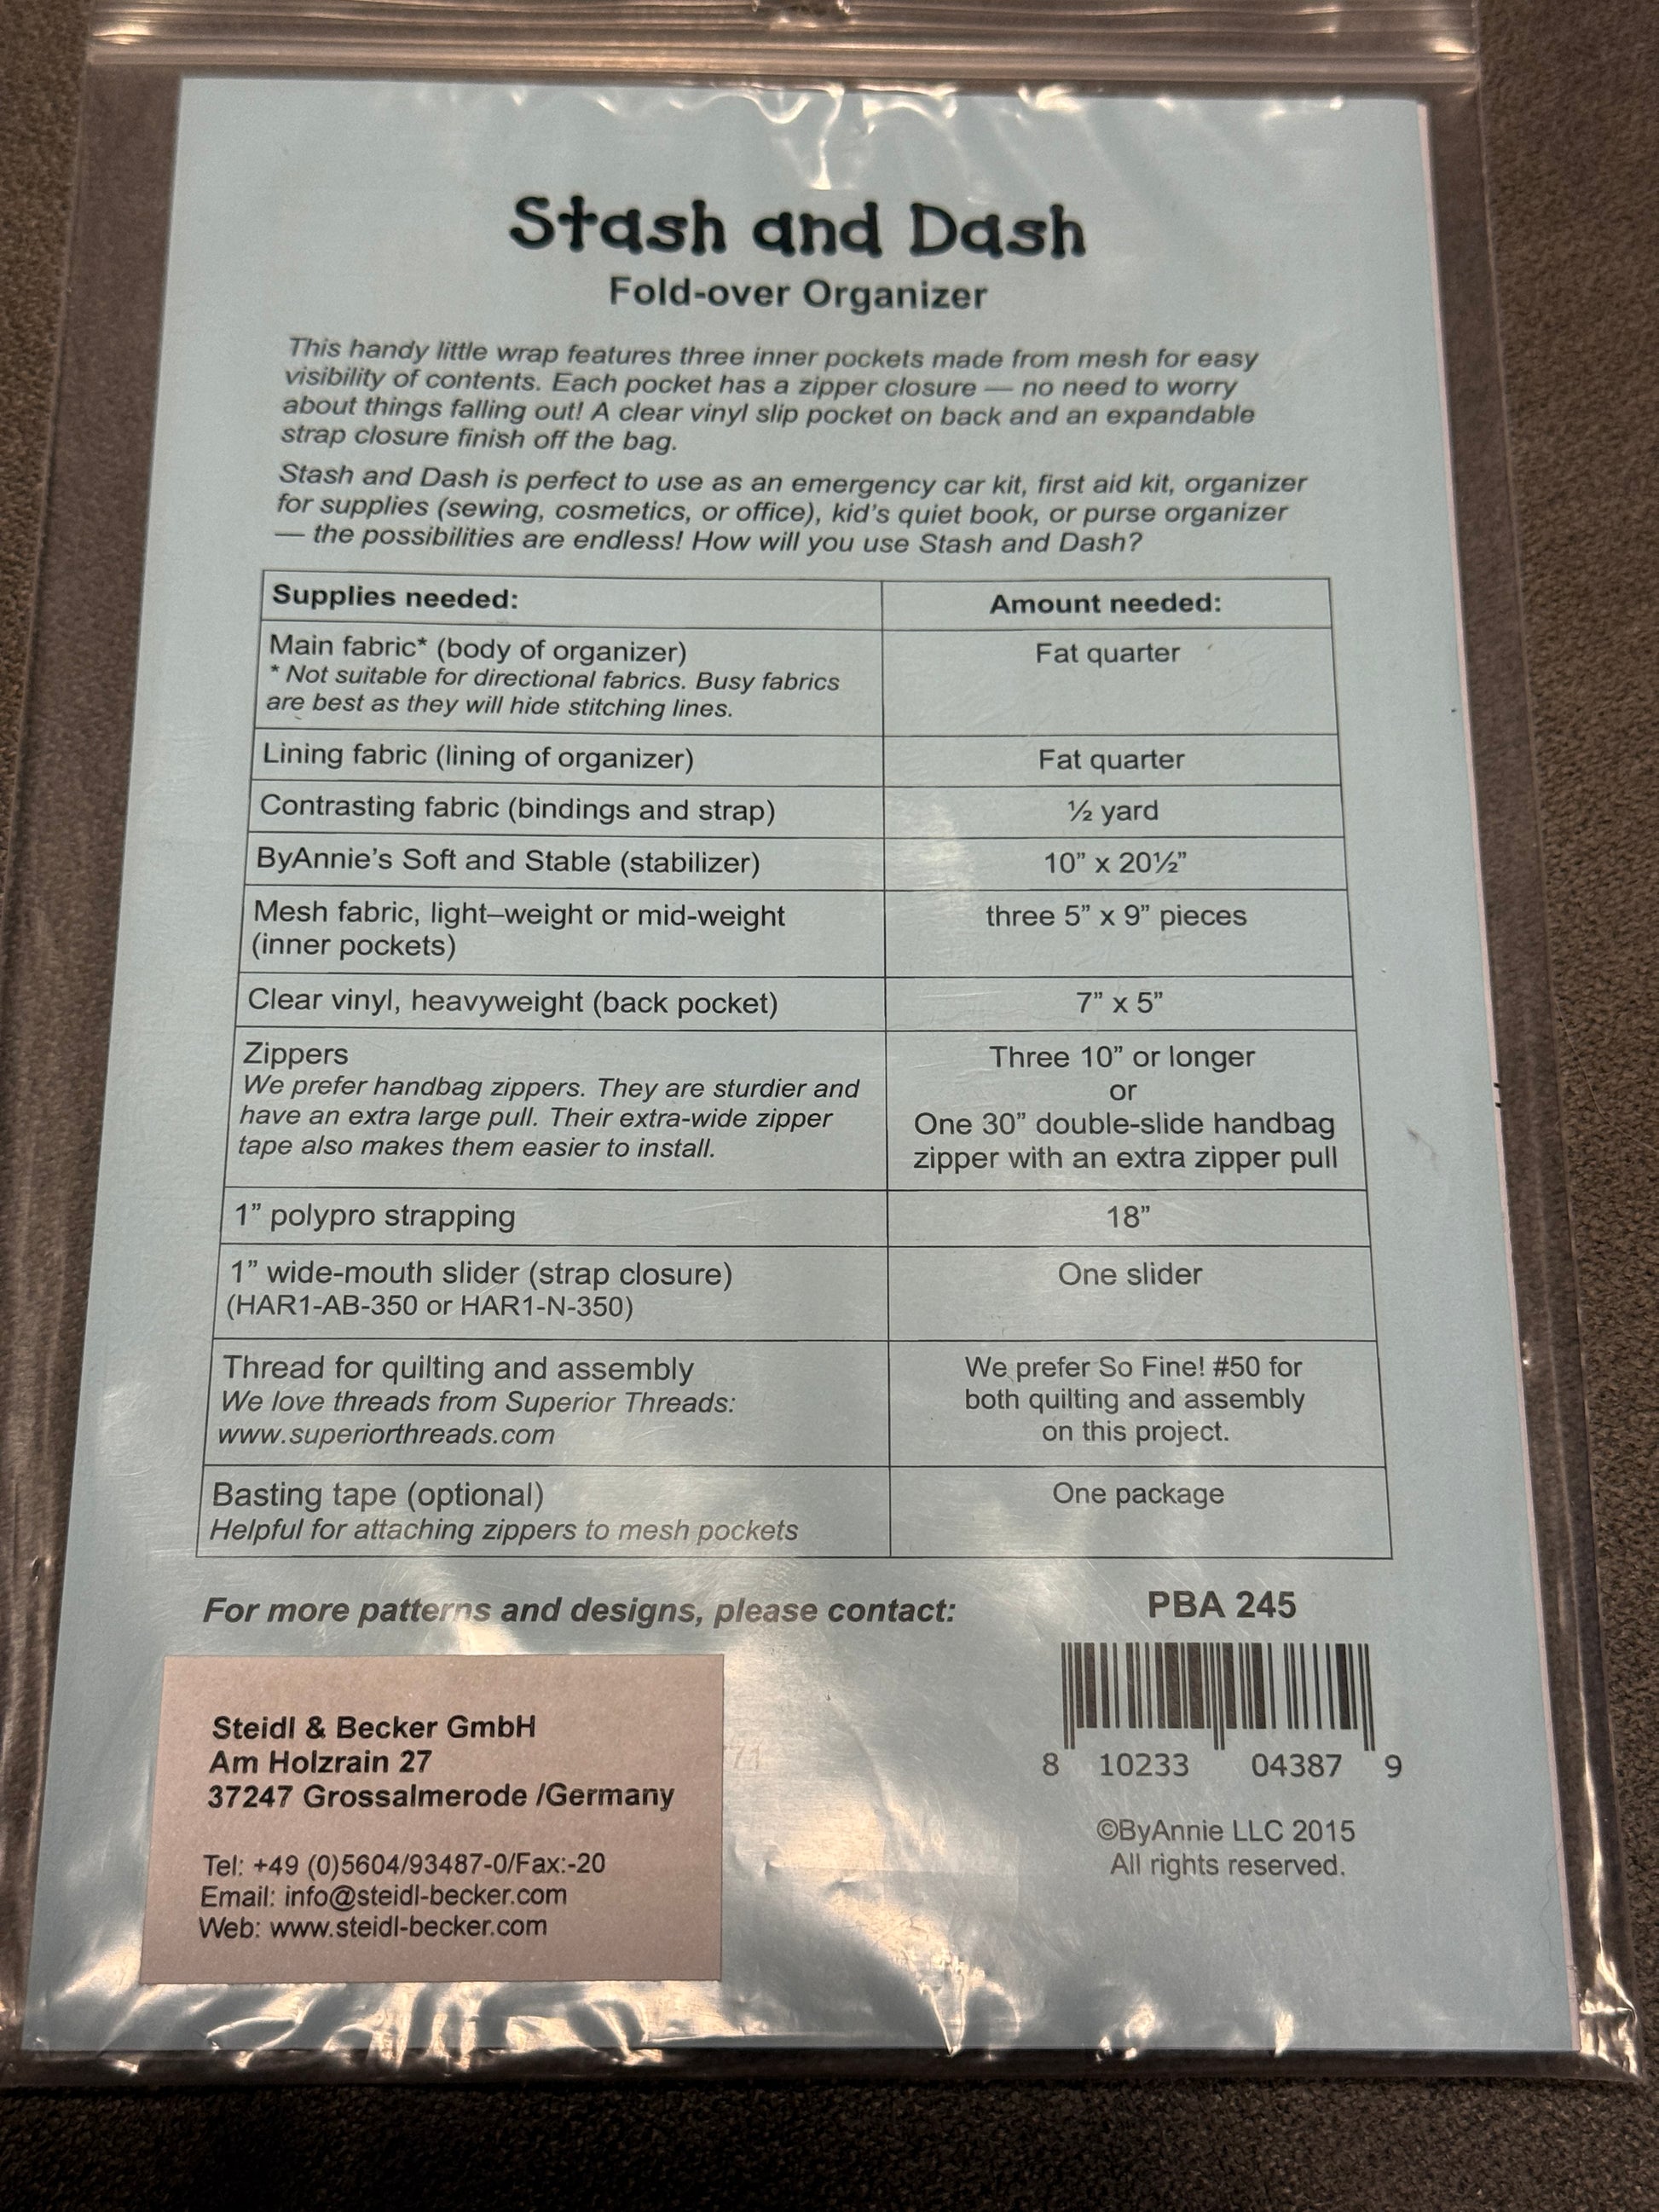 Stash and Dash
Fold-over Organizer
This handy little wrap features three inner pockets made from mesh for easy
visibility of contents. Each pocket has a zipper closure — no need to worry
about things falling out! A clear vinyl slip pocket on back and an expandable
strap closure finish off the bag.
Stash and Dash is perfect to use as an emergency car kit, first aid kit, organizer
for supplies (sewing, cosmetics, or office), kid's quiet book, or purse organizer
— the possibilities are endless! How will you use Stash and Dash?
Supplies needed: Amount needed:
Main fabric* (body of organizer) Fat quarter
* Not suitable for directional fabrics. Busy fabrics
are best as they will hide stitching lines.
Lining fabric (lining of organizer) Fat quarter
Contrasting fabric (bindings and strap) ½ yard
ByAnnie's Soft and Stable (stabilizer) 10” x 20½”
Mesh fabric, light–weight or mid-weight three 5” x 9” pieces
(inner pockets)
Clear vinyl, heavyweight (back pocket) 7” x 5”
Zippers Three 10” or longer
We prefer handbag zippers. They are sturdier and or
have an extra large pull. Their extra-wide zipper One 30” double-slide handbag
tape also makes them easier to install. zipper with an extra zipper pull
1” polypro strapping 18”
1” wide-mouth slider (strap closure) One slider
(HAR1-AB-350 or HAR1-N-350)
Thread for quilting and assembly We prefer So Fine! #50 for
We love threads from Superior Threads: both quilting and assembly
www.superiorthreads.com on this project.
Basting tape (optional) One package
Helpful for attaching zippers to mesh pockets
For more patterns and designs, please contact: PBA 245
Steidl & Becker GmbH
Am Holzrain 27
37247 Grossalmerode /Germany
Tel: +49 (0)5604/93487-0/Fax:-20
Email: info@steidl-becker.com
Web: www.steidl-becker.com
8 10233 04387 9
©ByAnnie LLC 2015
All rights reserved.